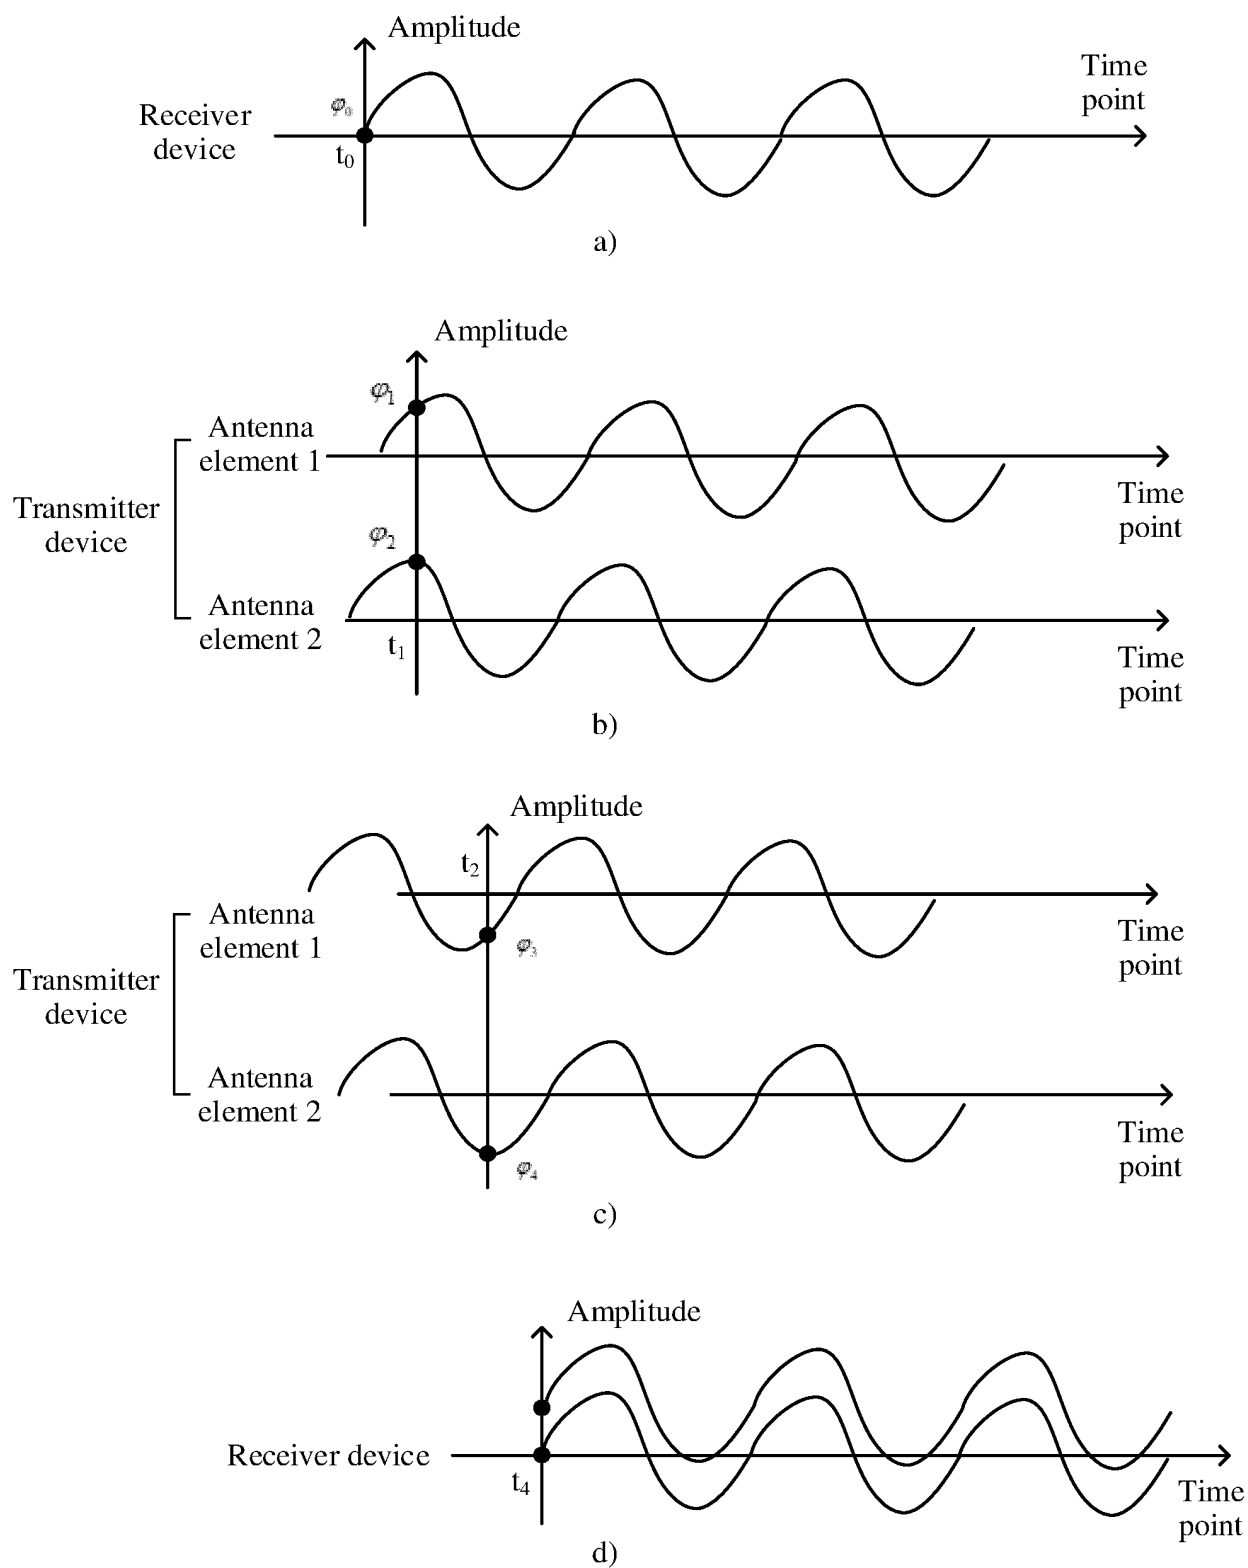 Amplitude
Time
point
φ₀
Receiver
device
t₀
a)
Amplitude
φ₁
Antenna
element 1
Time
point
Transmitter
device
φ₂
Antenna
element 2
t₁
Time
point
b)
Amplitude
t₂
Antenna
element 1
φ₃
Time
point
Transmitter
device
Antenna
element 2
Time
point
φ₄
c)
Amplitude
Receiver device
t₄
Time
point
d)